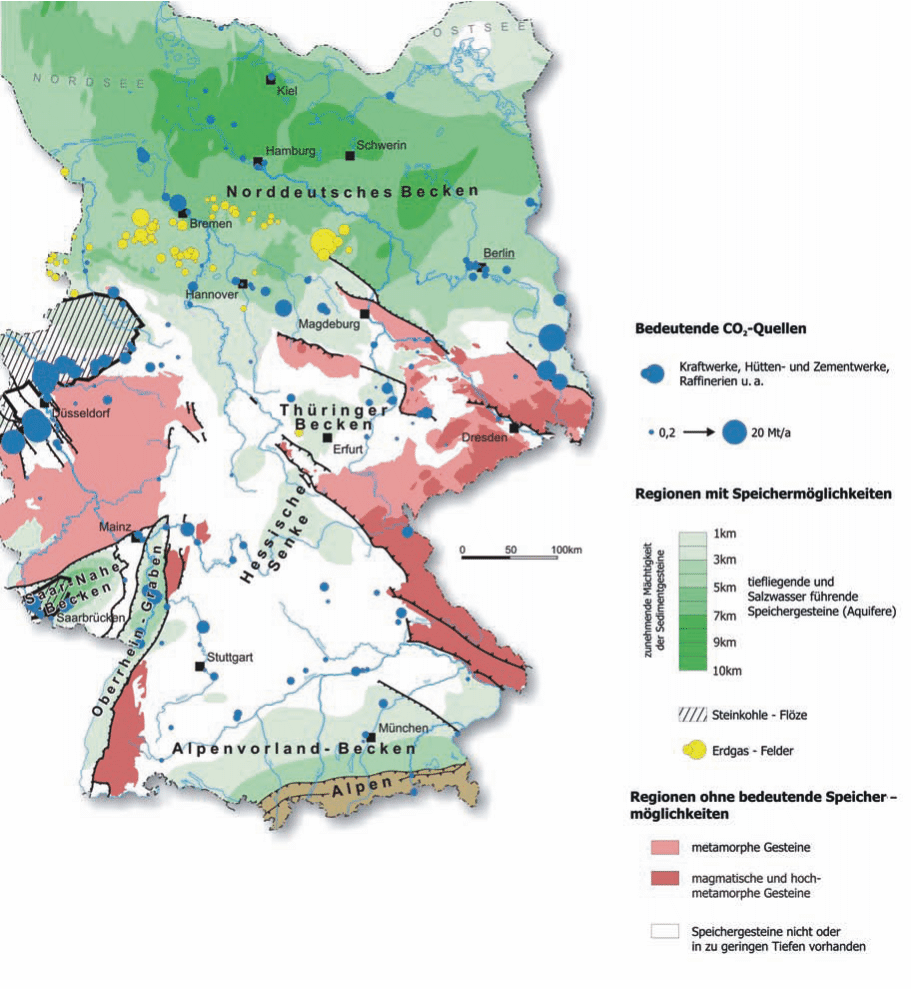 OSTSEE
NORDSEE
Kiel
Hamburg
Schwerin
Norddeutsches Becken
Bremen
Berlin
Hannover
Magdeburg
Düsseldorf
Thüringer
Becken
Erfurt
Dresden
Hessische
Senke
Mainz
Saar-Nahe
Becken
Saarbrücken
Oberrhein-Graben
Stuttgart
München
Alpenvorland-Becken
Alpen
0 50 100km
Bedeutende CO₂-Quellen
Kraftwerke, Hütten- und Zementwerke,
Raffinerien u. a.
0,2 20 Mt/a
Regionen mit Speichermöglichkeiten
zunehmende Mächtigkeit
der Sedimentgesteine
1km
3km
5km
7km
9km
10km
tiefliegende und
Salzwasser führende
Speichergesteine (Aquifere)
Steinkohle - Flöze
Erdgas - Felder
Regionen ohne bedeutende Speicher-
möglichkeiten
metamorphe Gesteine
magmatische und hoch-
metamorphe Gesteine
Speichergesteine nicht oder
in zu geringen Tiefen vorhanden